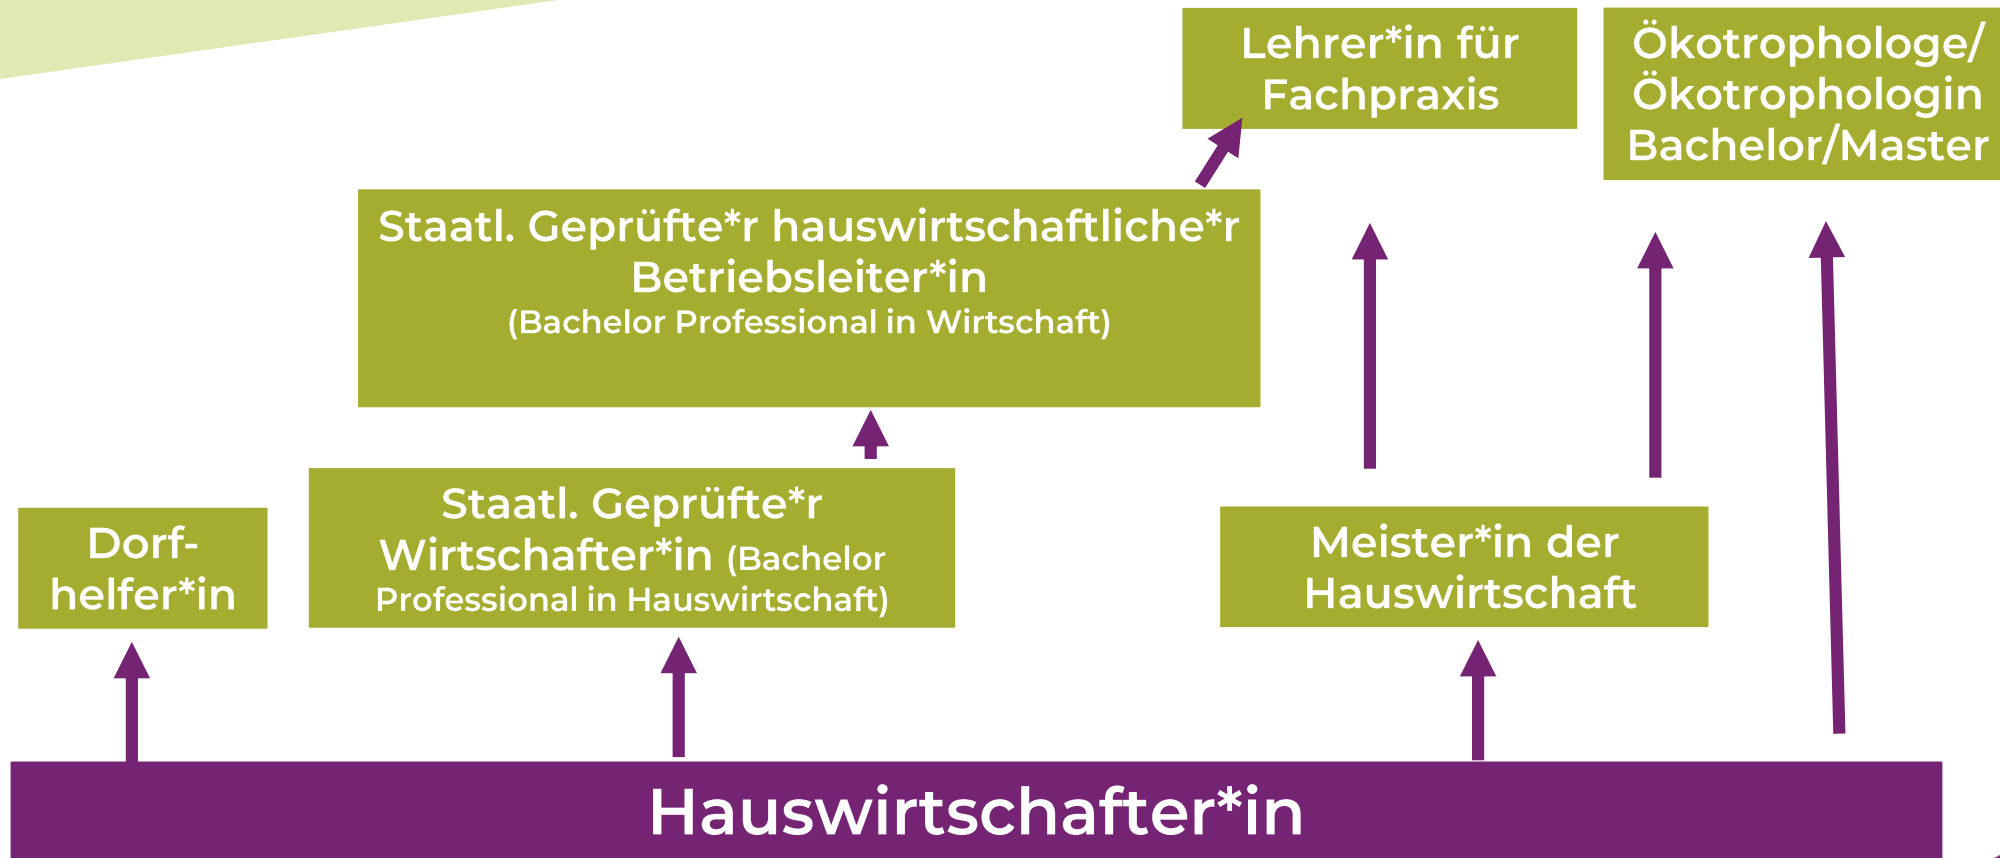 Lehrer*in für
Fachpraxis
Ökotrophologe/
Ökotrophologin
Bachelor/Master
Staatl. Geprüfte*r hauswirtschaftliche*r
Betriebsleiter*in
(Bachelor Professional in Wirtschaft)
Dorf-
helfer*in
Staatl. Geprüfte*r
Wirtschafter*in (Bachelor
Professional in Hauswirtschaft)
Meister*in der
Hauswirtschaft
Hauswirtschafter*in